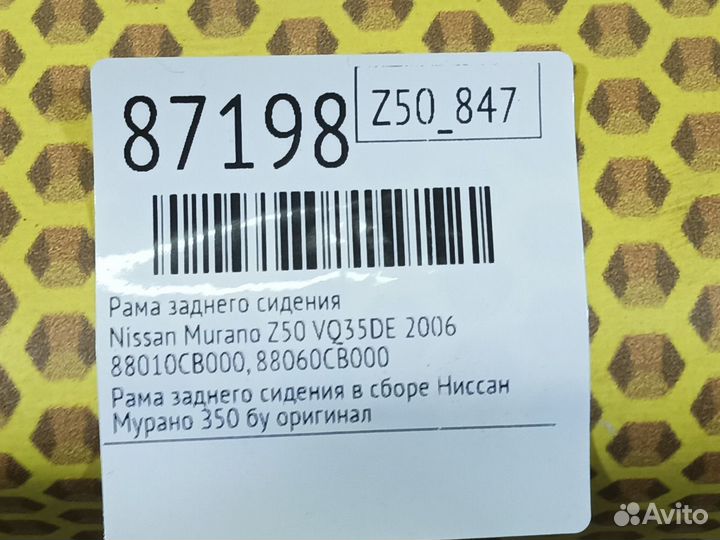 87198
Z50_847
Рама заднего сидения
Nissan Murano Z50 VQ35DE 2006
88010CB000, 88060CB000
Рама заднего сидения в сборе Ниссан
Мурано З50 бу оригинал
Avito